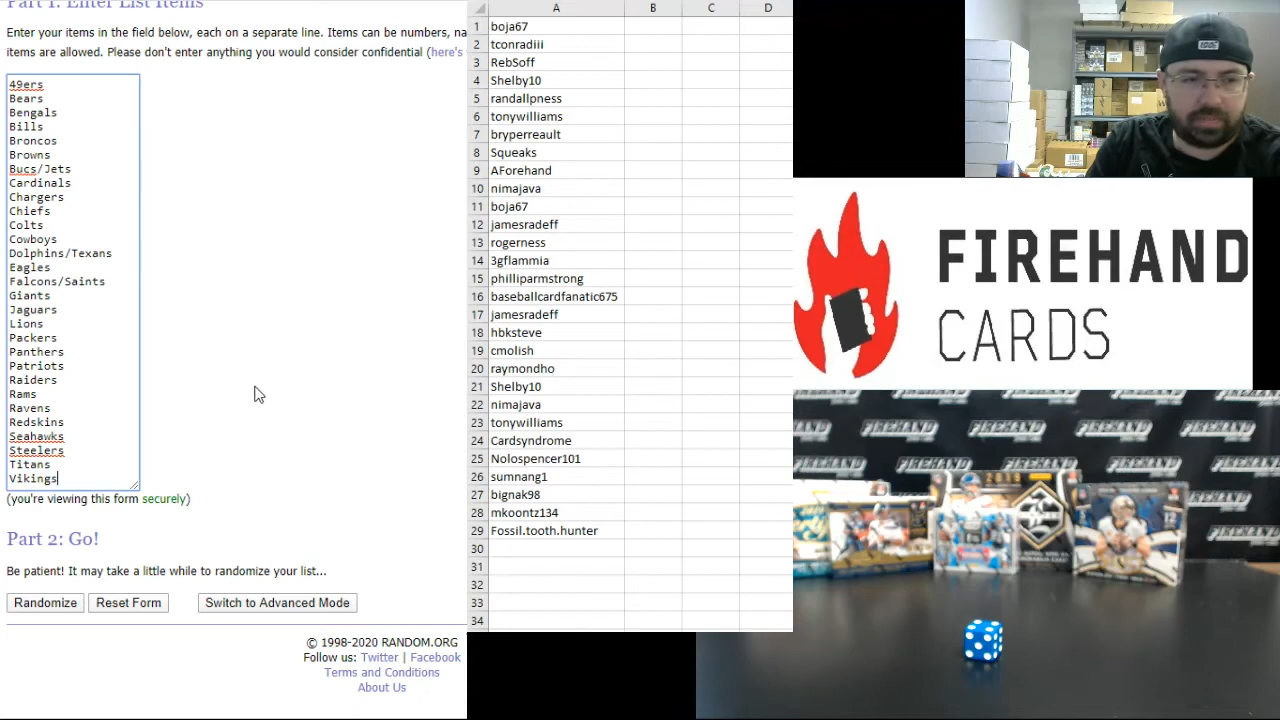 Part 1: Enter List Items
Enter your items in the field below, each on a separate line. Items can be numbers, na
items are allowed. Please don't enter anything you would consider confidential (here's
49ers
Bears
Bengals
Bills
Broncos
Browns
Bucs/Jets
Cardinals
Chargers
Chiefs
Colts
Cowboys
Dolphins/Texans
Eagles
Falcons/Saints
Giants
Jaguars
Lions
Packers
Panthers
Patriots
Raiders
Rams
Ravens
Redskins
Seahawks
Steelers
Titans
Vikings
(you're viewing this form securely)
Part 2: Go!
Be patient! It may take a little while to randomize your list...
Randomize Reset Form Switch to Advanced Mode
© 1998-2020 RANDOM.ORG
Follow us: Twitter | Facebook
Terms and Conditions
About Us
A B C D
1 boja67
2 tconradiii
3 RebSoff
4 Shelby10
5 randallpness
6 tonywilliams
7 bryperreault
8 Squeaks
9 AForehand
10 nimajava
11 boja67
12 jamesradeff
13 rogerness
14 3gflammia
15 philliparmstrong
16 baseballcardfanatic675
17 jamesradeff
18 hbksteve
19 cmolish
20 raymondho
21 Shelby10
22 nimajava
23 tonywilliams
24 Cardsyndrome
25 Nolospencer101
26 sumnang1
27 bignak98
28 mkoontz134
29 Fossil.tooth.hunter
30
31
32
33
34
FIREHAND
CARDS
FIREHAND
FIREHAND
FIREHAND